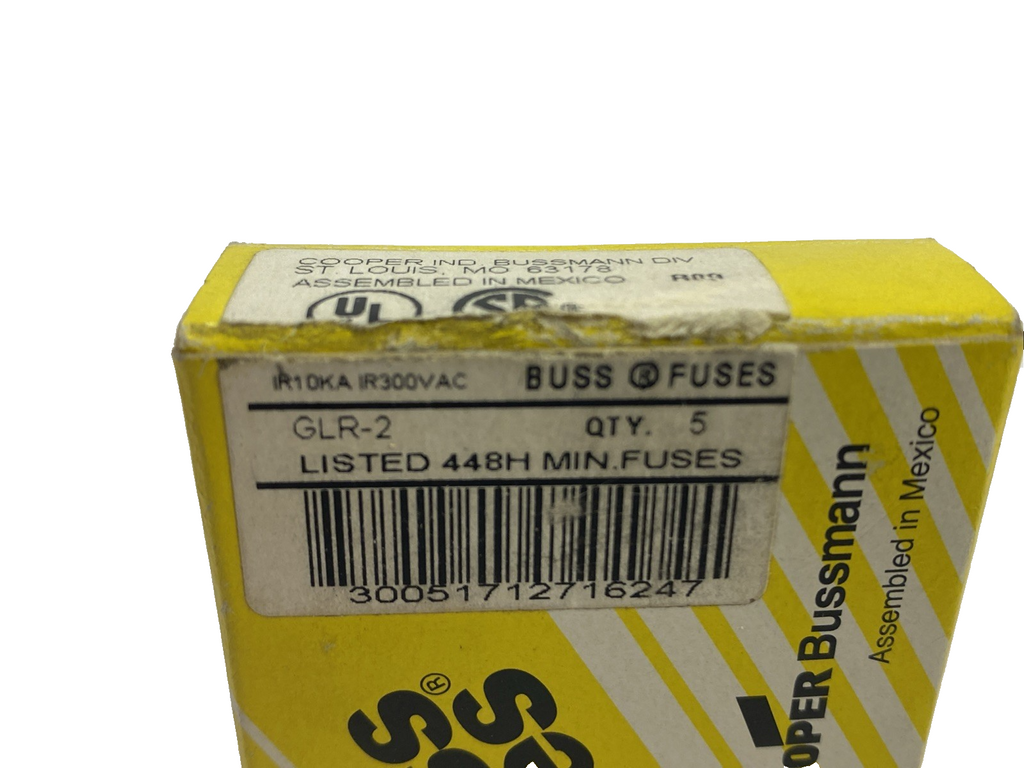 COOPER IND. BUSSMANN DIV
ST. LOUIS, MO 63178
ASSEMBLED IN MEXICO
UL
IR10KA IR300VAC BUSS ® FUSES
GLR-2 QTY. 5
LISTED 448H MIN.FUSES
30051712716247
Bussmann
Assembled in Mexico
®